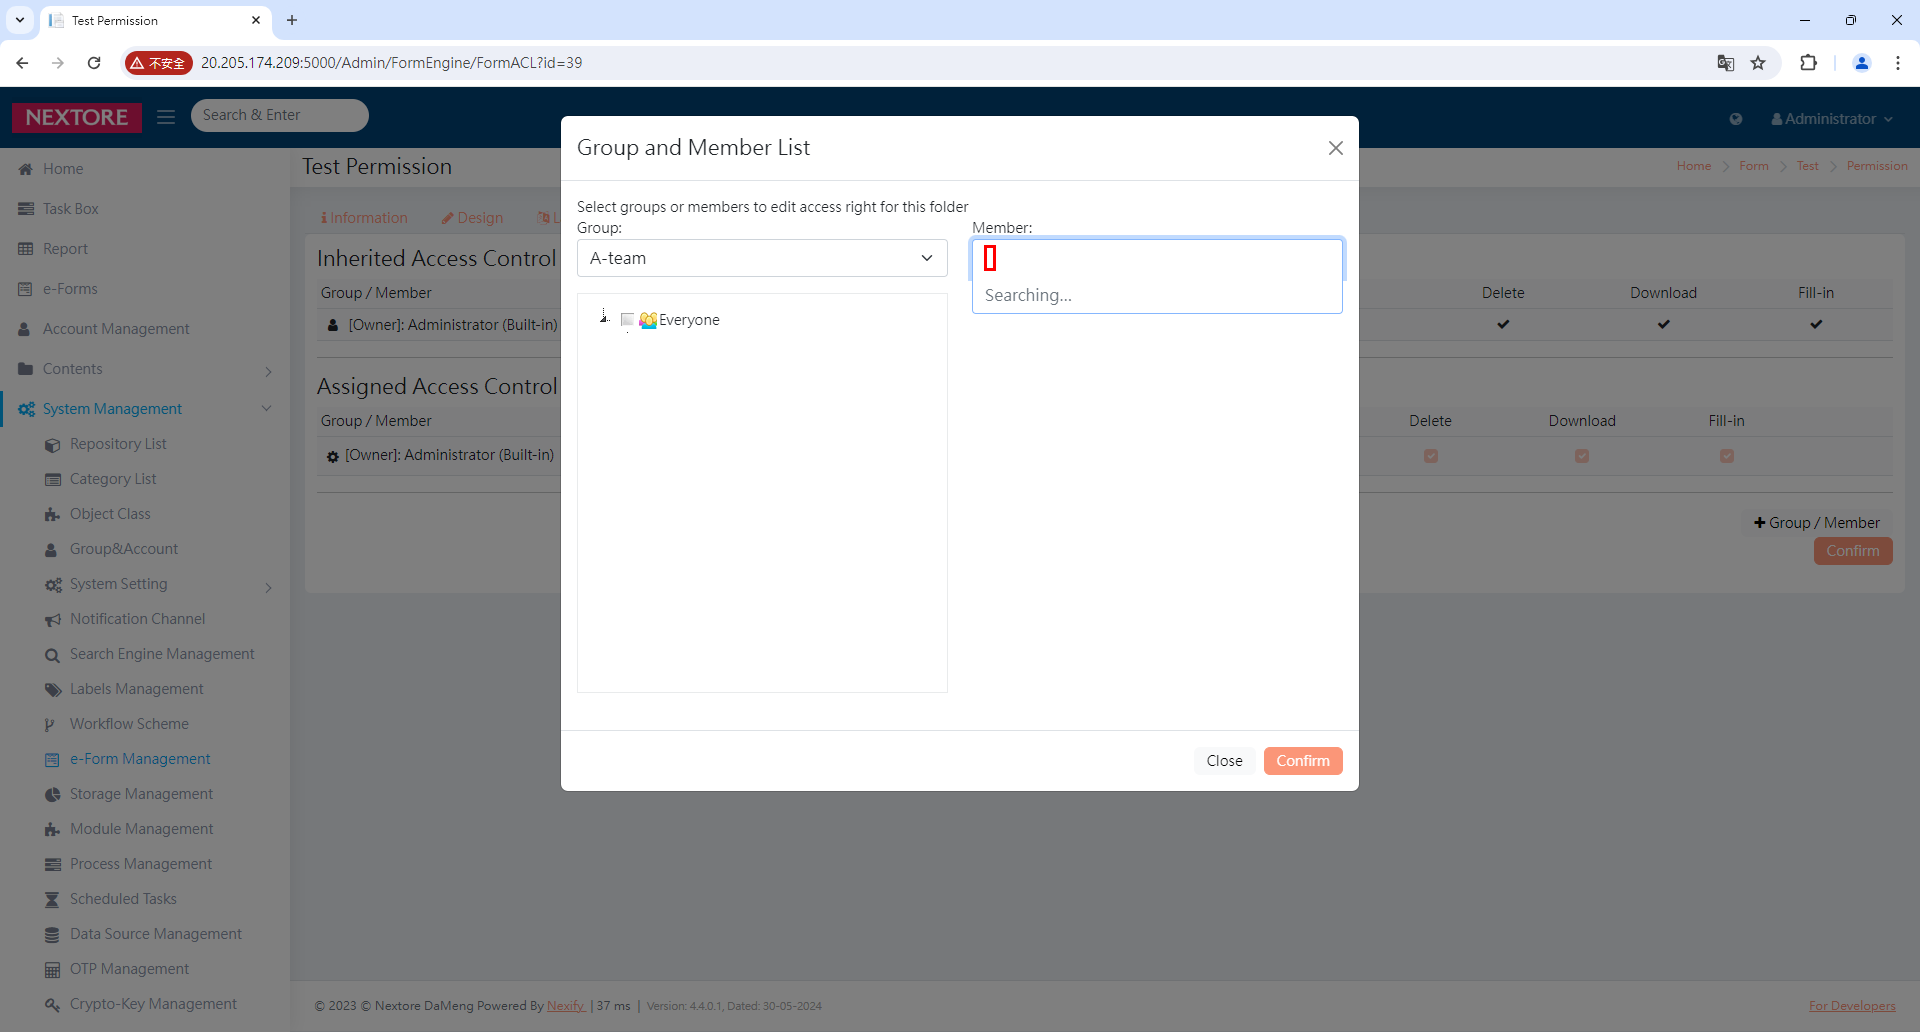 Test Permission
不安全
20.205.174.209:5000/Admin/FormEngine/FormACL?id=39
NEXTORE
Search & Enter
Administrator
Home
Task Box
Report
e-Forms
Account Management
Contents
System Management
Repository List
Category List
Object Class
Group&Account
System Setting
Notification Channel
Search Engine Management
Labels Management
Workflow Scheme
e-Form Management
Storage Management
Module Management
Process Management
Scheduled Tasks
Data Source Management
OTP Management
Crypto-Key Management
Test Permission
Home > Form > Test > Permission
Information
Design
L
Inherited Access Control
Group / Member
Delete
Download
Fill-in
[Owner]: Administrator (Built-in)
Assigned Access Control
Group / Member
Delete
Download
Fill-in
[Owner]: Administrator (Built-in)
+ Group / Member
Confirm
Group and Member List
Select groups or members to edit access right for this folder
Group:
A-team
Everyone
Member:
Searching...
Close
Confirm
© 2023 © Nextore DaMeng Powered By Nexify | 37 ms | Version: 4.4.0.1, Dated: 30-05-2024
For Developers